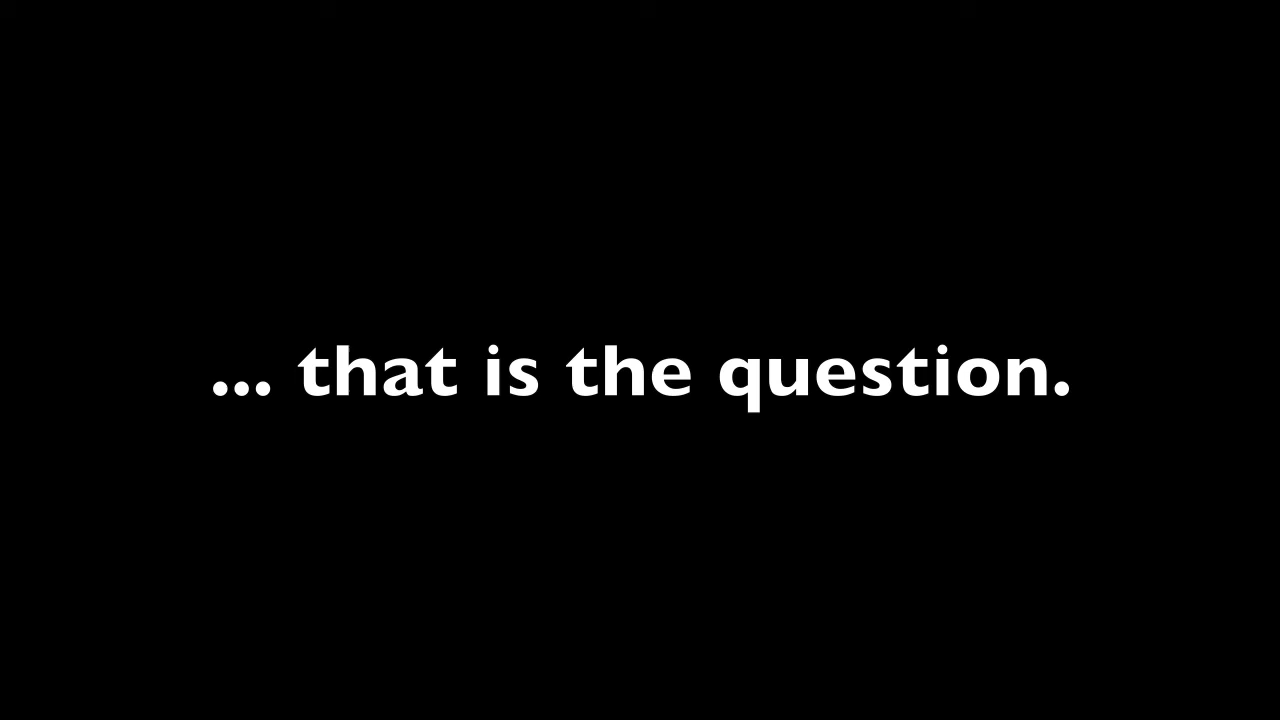 ... that is the question.